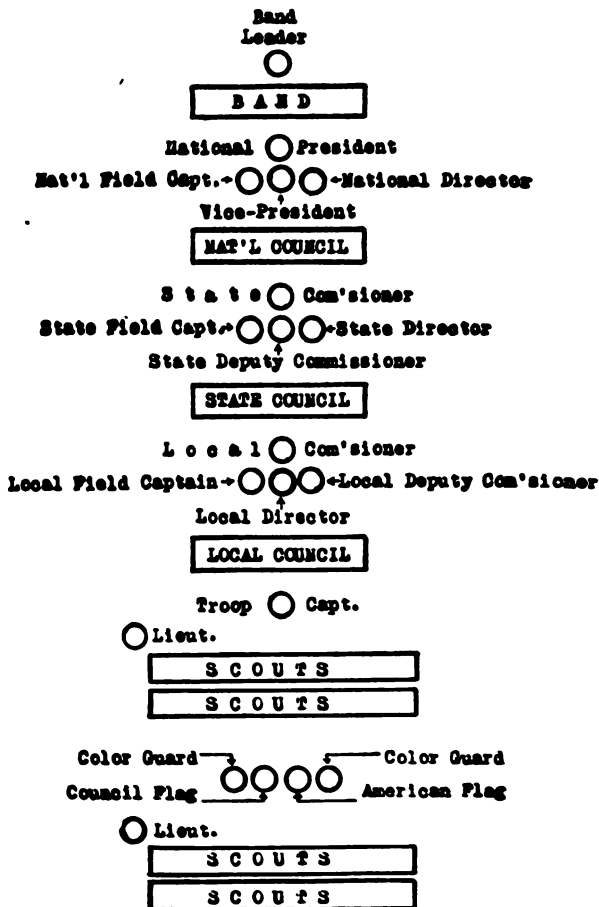 Band
Leader
BAND
National President
Nat'l Field Capt. National Director
Vice-President
NAT'L COUNCIL
State Com'sioner
State Field Capt. State Director
State Deputy Commissioner
STATE COUNCIL
Local Com'sioner
Local Field Captain Local Deputy Com'sioner
Local Director
LOCAL COUNCIL
Troop Capt.
Lieut.
SCOUTS
SCOUTS
Color Guard Color Guard
Council Flag American Flag
Lieut.
SCOUTS
SCOUTS